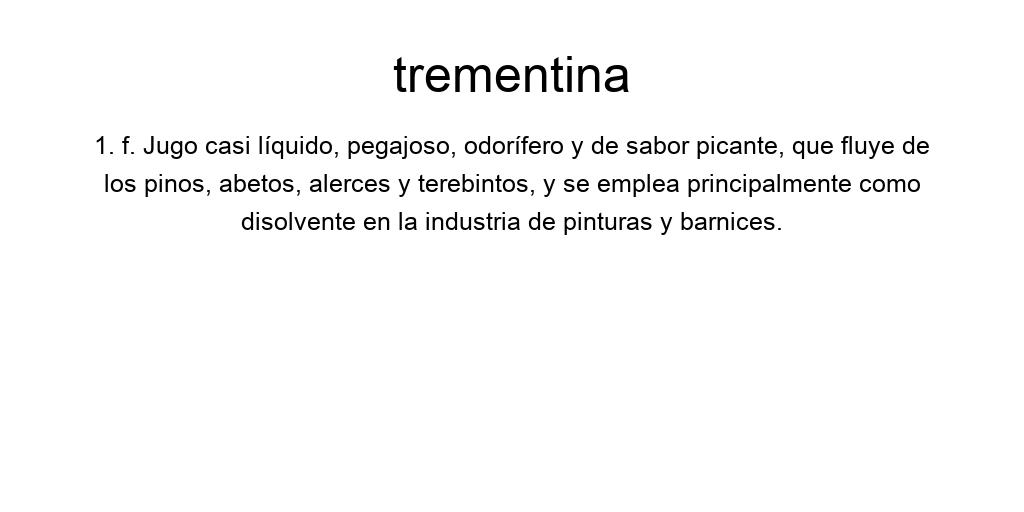 trementina
1. f. Jugo casi líquido, pegajoso, odorífero y de sabor picante, que fluye de
los pinos, abetos, alerces y terebintos, y se emplea principalmente como
disolvente en la industria de pinturas y barnices.